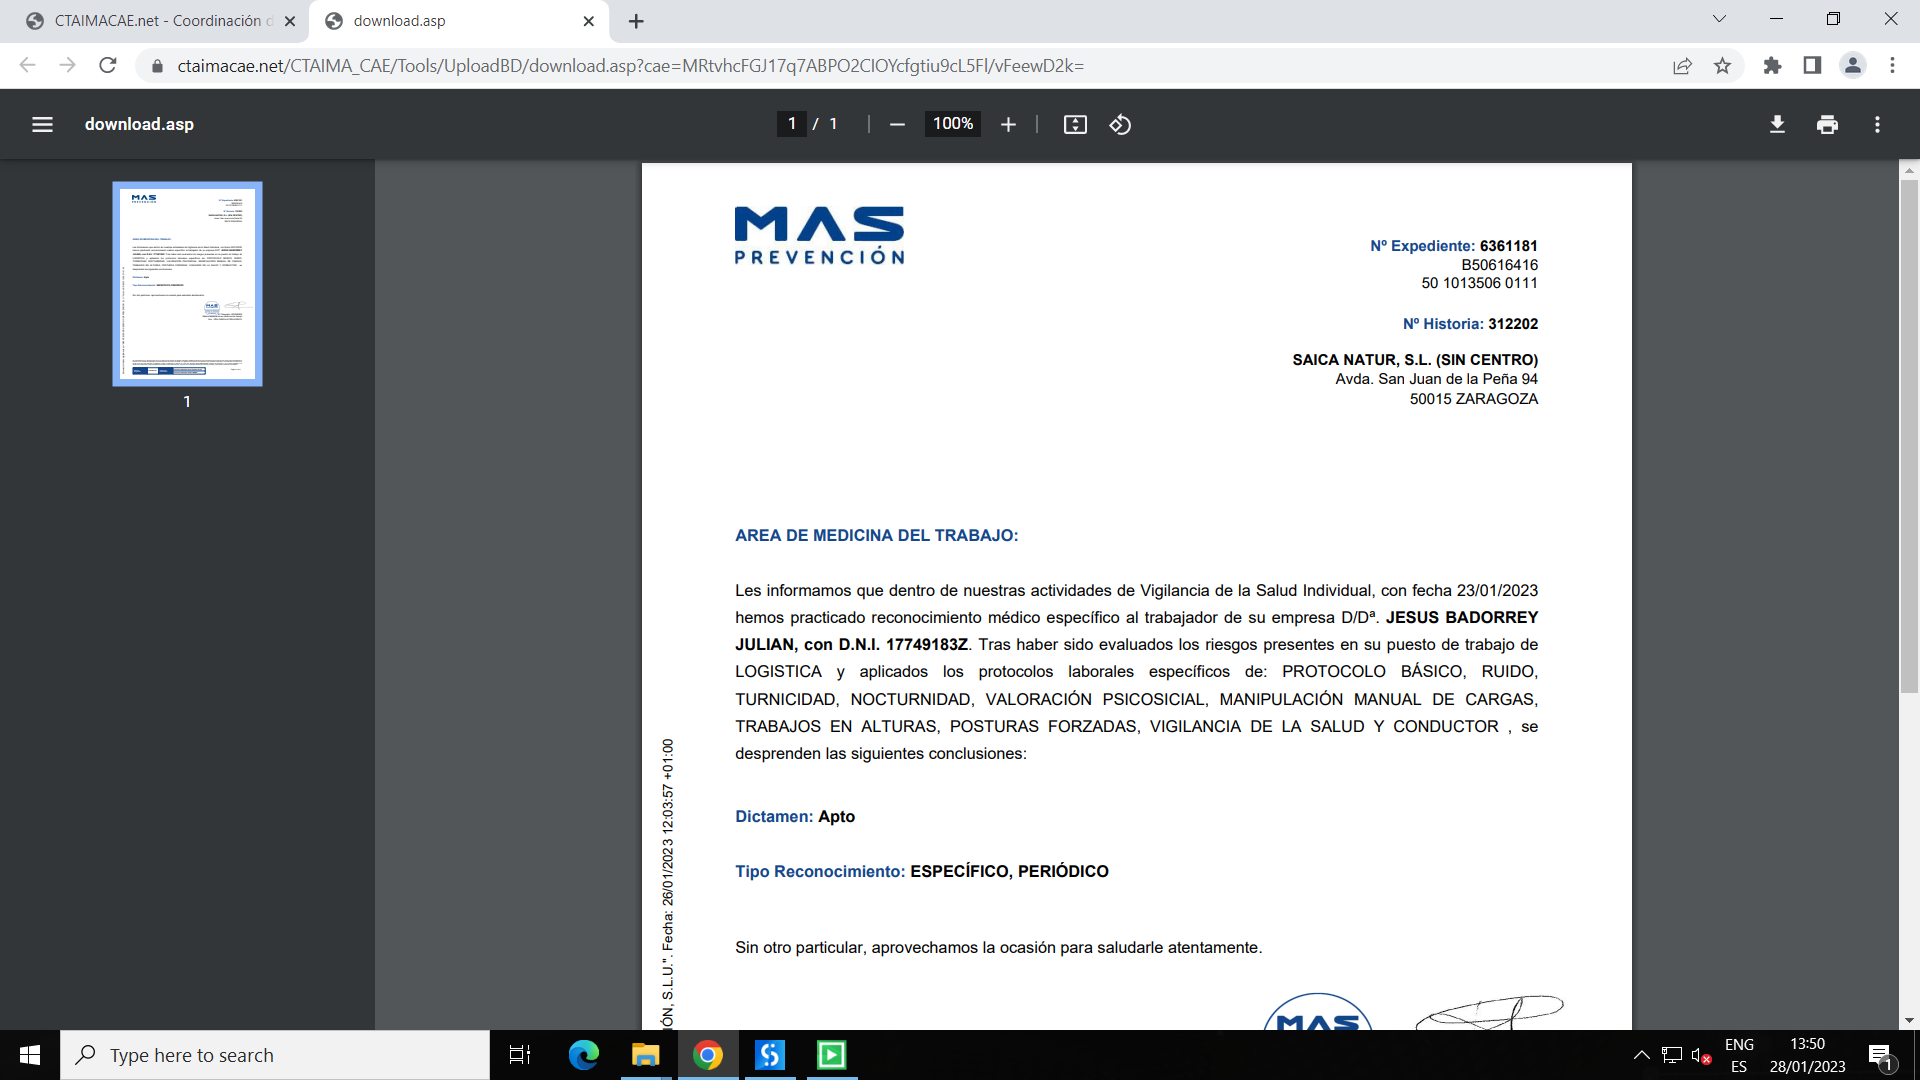 CTAIMACAE.net - Coordinación d
download.asp
ctaimacae.net/CTAIMA_CAE/Tools/UploadBD/download.asp?cae=MRtvhcFGJ17q7ABPO2CIOYcfgtiu9cL5Fl/vFeewD2k=
download.asp
1 / 1
100%
1
MAS
PREVENCIÓN
Nº Expediente: 6361181
B50616416
50 1013506 0111
Nº Historia: 312202
SAICA NATUR, S.L. (SIN CENTRO)
Avda. San Juan de la Peña 94
50015 ZARAGOZA
AREA DE MEDICINA DEL TRABAJO:
Les informamos que dentro de nuestras actividades de Vigilancia de la Salud Individual, con fecha 23/01/2023
hemos practicado reconocimiento médico específico al trabajador de su empresa D/Dª. JESUS BADORREY
JULIAN, con D.N.I. 17749183Z. Tras haber sido evaluados los riesgos presentes en su puesto de trabajo de
LOGISTICA y aplicados los protocolos laborales específicos de: PROTOCOLO BÁSICO, RUIDO,
TURNICIDAD, NOCTURNIDAD, VALORACIÓN PSICOSICIAL, MANIPULACIÓN MANUAL DE CARGAS,
TRABAJOS EN ALTURAS, POSTURAS FORZADAS, VIGILANCIA DE LA SALUD Y CONDUCTOR , se
desprenden las siguientes conclusiones:
Dictamen: Apto
Tipo Reconocimiento: ESPECÍFICO, PERIÓDICO
Sin otro particular, aprovechamos la ocasión para saludarle atentamente.
IÓN, S.L.U.". Fecha: 26/01/2023 12:03:57 +01:00
MAS
Type here to search
ENG
ES
13:50
28/01/2023
1